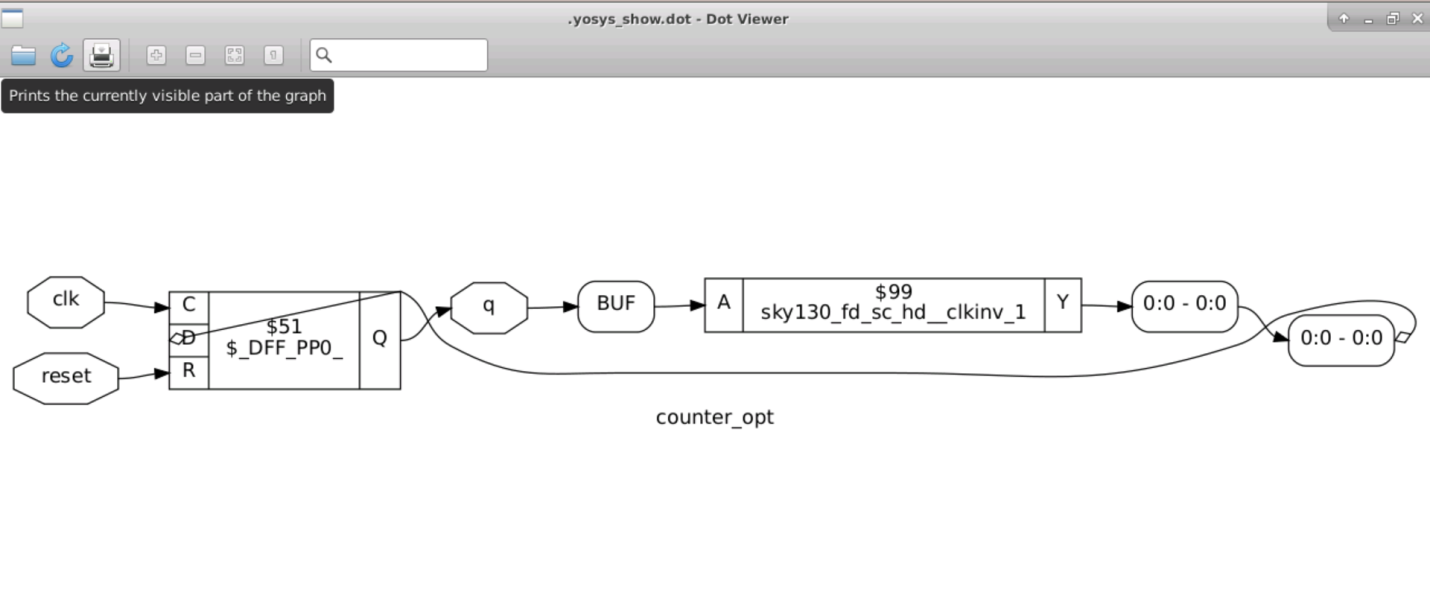 .yosys_show.dot - Dot Viewer
Prints the currently visible part of the graph
clk
reset
C
D
R
$51
$_DFF_PP0_
Q
q
BUF
A
$99
sky130_fd_sc_hd__clkinv_1
Y
0:0 - 0:0
0:0 - 0:0
counter_opt